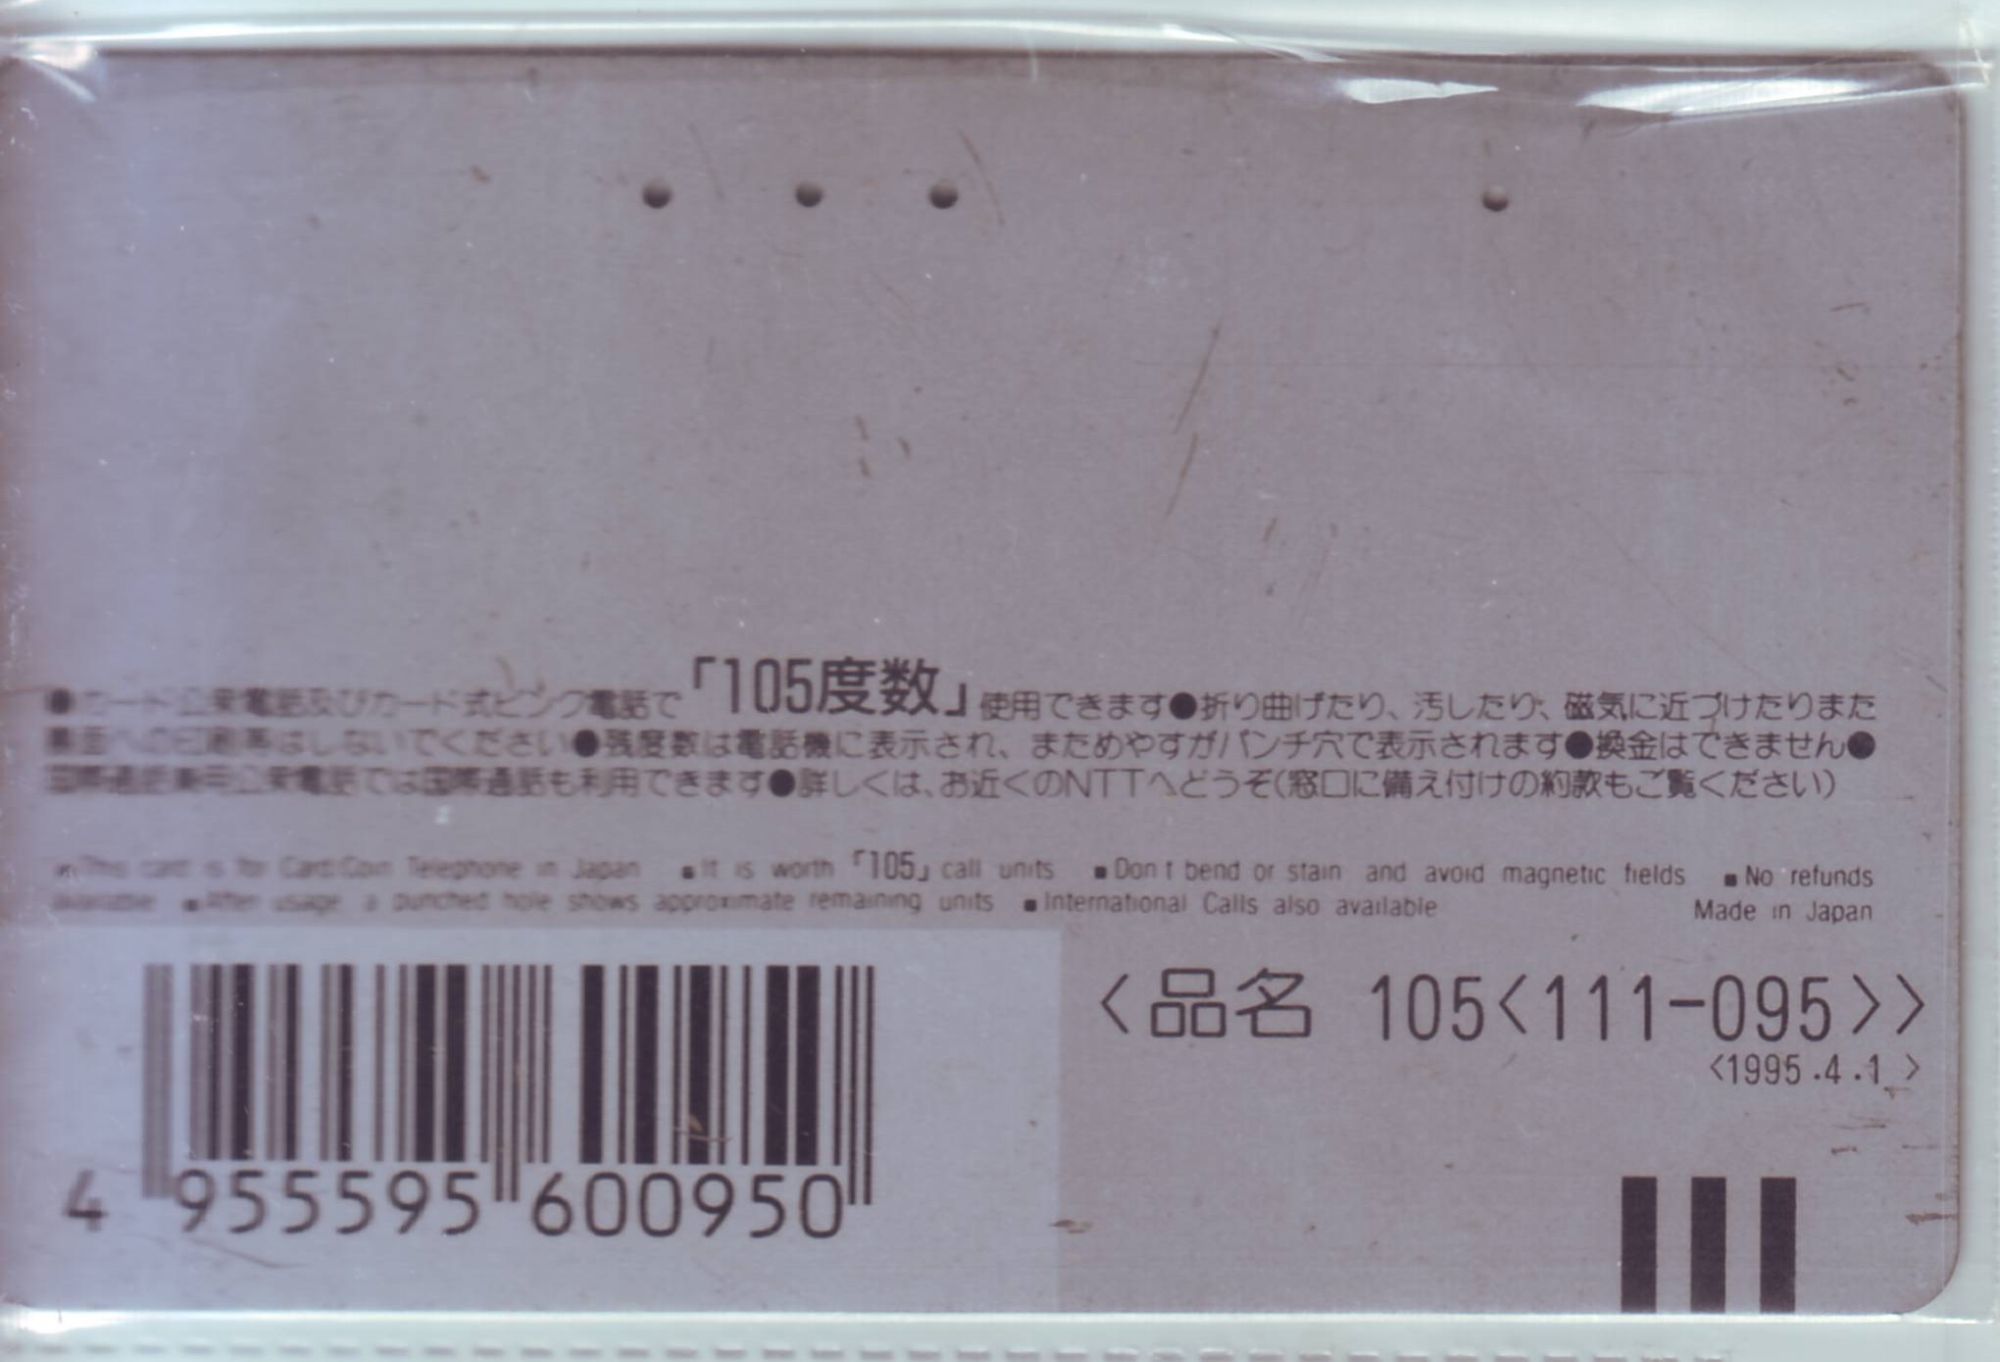 ●カード公衆電話及びカード式ピンク電話で「105度数」使用できます●折り曲げたり、汚したり、磁気に近づけたりまた
裏面への印刷等はしないでください●残度数は電話機に表示され、まためやすがパンチ穴で表示されます●換金はできません●
国際通話兼用公衆電話では国際通話も利用できます●詳しくは、お近くのNTTへどうぞ(窓口に備え付けの約款もご覧ください)
■This card is for Card/Coin Telephone in Japan ■It is worth「105」call units ■Don't bend or stain and avoid magnetic fields ■No refunds
available ■After usage, a punched hole shows approximate remaining units ■International Calls also available Made in Japan
<品名 105<111-095>>
<1995.4.1 >
4 955595 600950